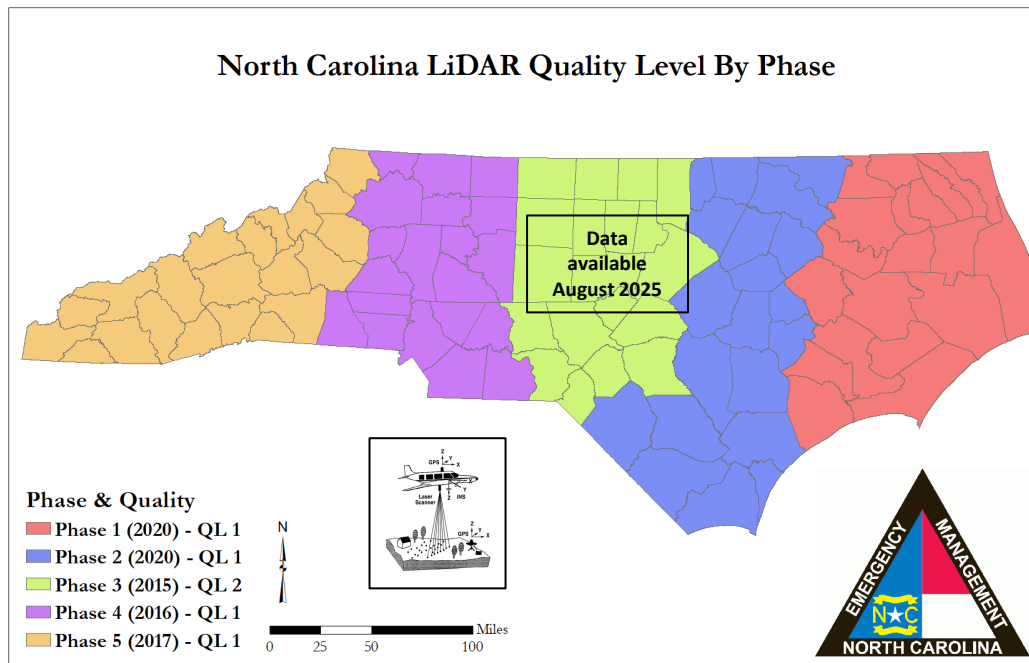 North Carolina LiDAR Quality Level By Phase
Data
available
August 2025
Phase & Quality
Phase 1 (2020) - QL 1
Phase 2 (2020) - QL 1
Phase 3 (2015) - QL 2
Phase 4 (2016) - QL 1
Phase 5 (2017) - QL 1
N
Miles
0 25 50 100
Z
Y
GPS X
X
Y
Z INS
Laser
Scanner
Z
Y
GPS X
EMERGENCY
MANAGEMENT
N C
NORTH CAROLINA